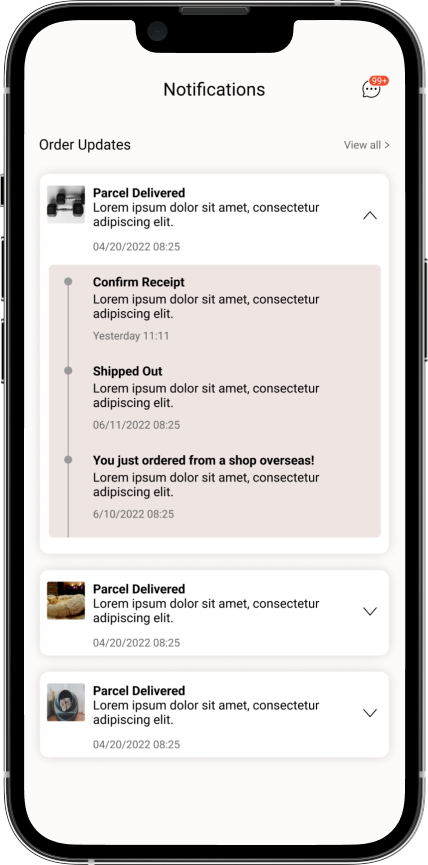 Notifications
99+
Order Updates
View all >
Parcel Delivered
Lorem ipsum dolor sit amet, consectetur
adipiscing elit.
04/20/2022 08:25
Confirm Receipt
Lorem ipsum dolor sit amet, consectetur
adipiscing elit.
Yesterday 11:11
Shipped Out
Lorem ipsum dolor sit amet, consectetur
adipiscing elit.
06/11/2022 08:25
You just ordered from a shop overseas!
Lorem ipsum dolor sit amet, consectetur
adipiscing elit.
6/10/2022 08:25
Parcel Delivered
Lorem ipsum dolor sit amet, consectetur
adipiscing elit.
04/20/2022 08:25
Parcel Delivered
Lorem ipsum dolor sit amet, consectetur
adipiscing elit.
04/20/2022 08:25